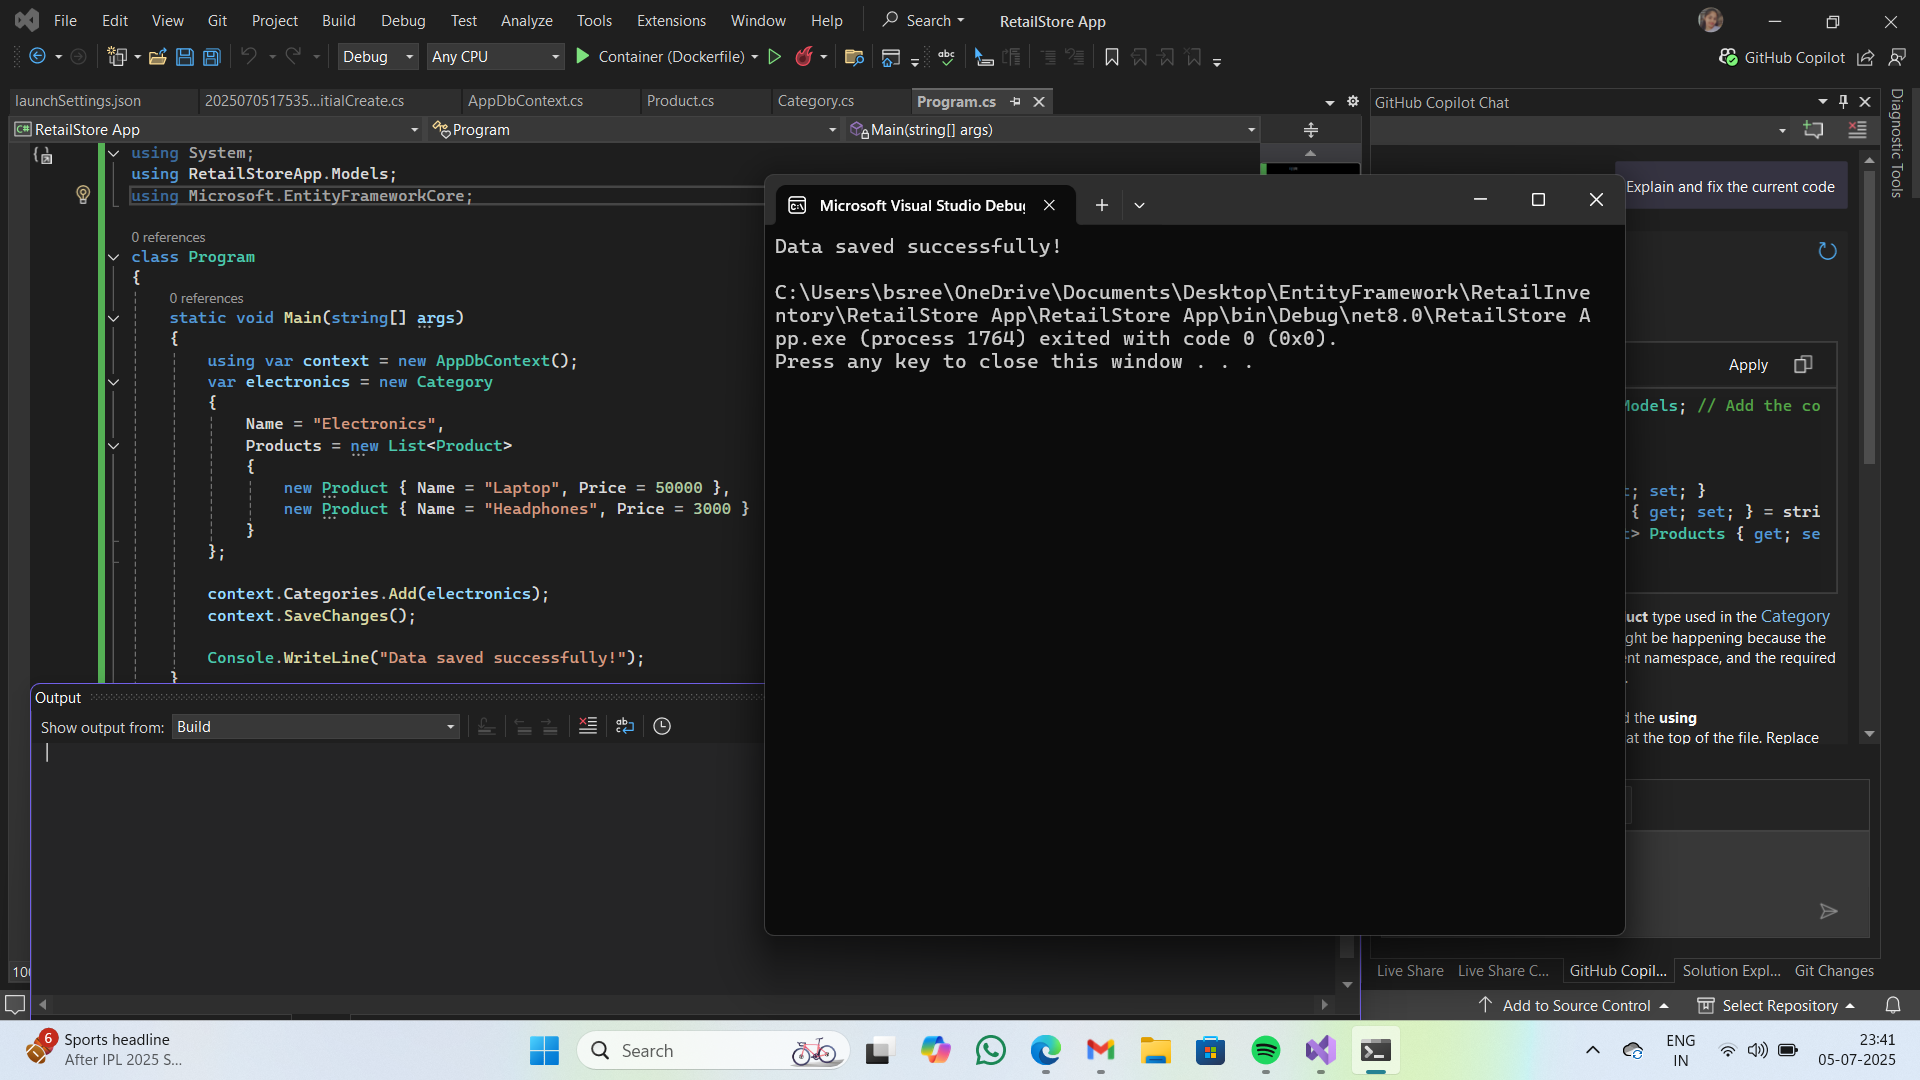 File Edit View Git Project Build Debug Test Analyze Tools Extensions Window Help Search RetailStore App
Debug Any CPU Container (Dockerfile) GitHub Copilot
launchSettings.json 2025070517535...itialCreate.cs AppDbContext.cs Product.cs Category.cs Program.cs
RetailStore App Program Main(string[] args)
using System;
using RetailStoreApp.Models;
using Microsoft.EntityFrameworkCore;
0 references
class Program
{
0 references
static void Main(string[] args)
{
using var context = new AppDbContext();
var electronics = new Category
{
Name = "Electronics",
Products = new List<Product>
{
new Product { Name = "Laptop", Price = 50000 },
new Product { Name = "Headphones", Price = 3000 }
}
};
context.Categories.Add(electronics);
context.SaveChanges();
Console.WriteLine("Data saved successfully!");
}
Output
Show output from: Build
Microsoft Visual Studio Debu
Data saved successfully!
C:\Users\bsree\OneDrive\Documents\Desktop\EntityFramework\RetailInve
ntory\RetailStore App\RetailStore App\bin\Debug\net8.0\RetailStore A
pp.exe (process 1764) exited with code 0 (0x0).
Press any key to close this window . . .
GitHub Copilot Chat
Explain and fix the current code
Apply
Models; // Add the co
; set; }
{ get; set; } = stri
> Products { get; se
uct type used in the Category
ght be happening because the
nt namespace, and the required
.
d the using
at the top of the file. Replace
Diagnostic Tools
Live Share Live Share C... GitHub Copil... Solution Expl... Git Changes
Add to Source Control Select Repository
6 Sports headline
After IPL 2025 S...
Search
ENG
IN
23:41
05-07-2025